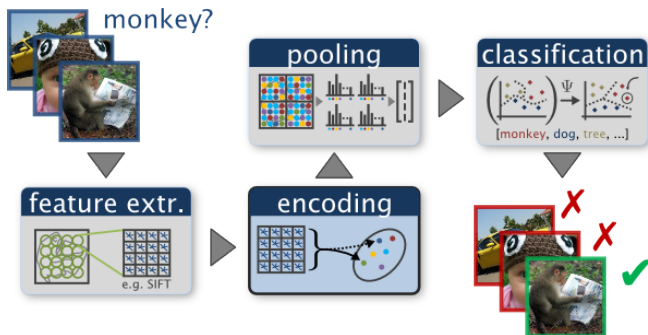 monkey?
feature extr.
e.g. SIFT
encoding
pooling
classification
Ψ
[monkey, dog, tree, ...]